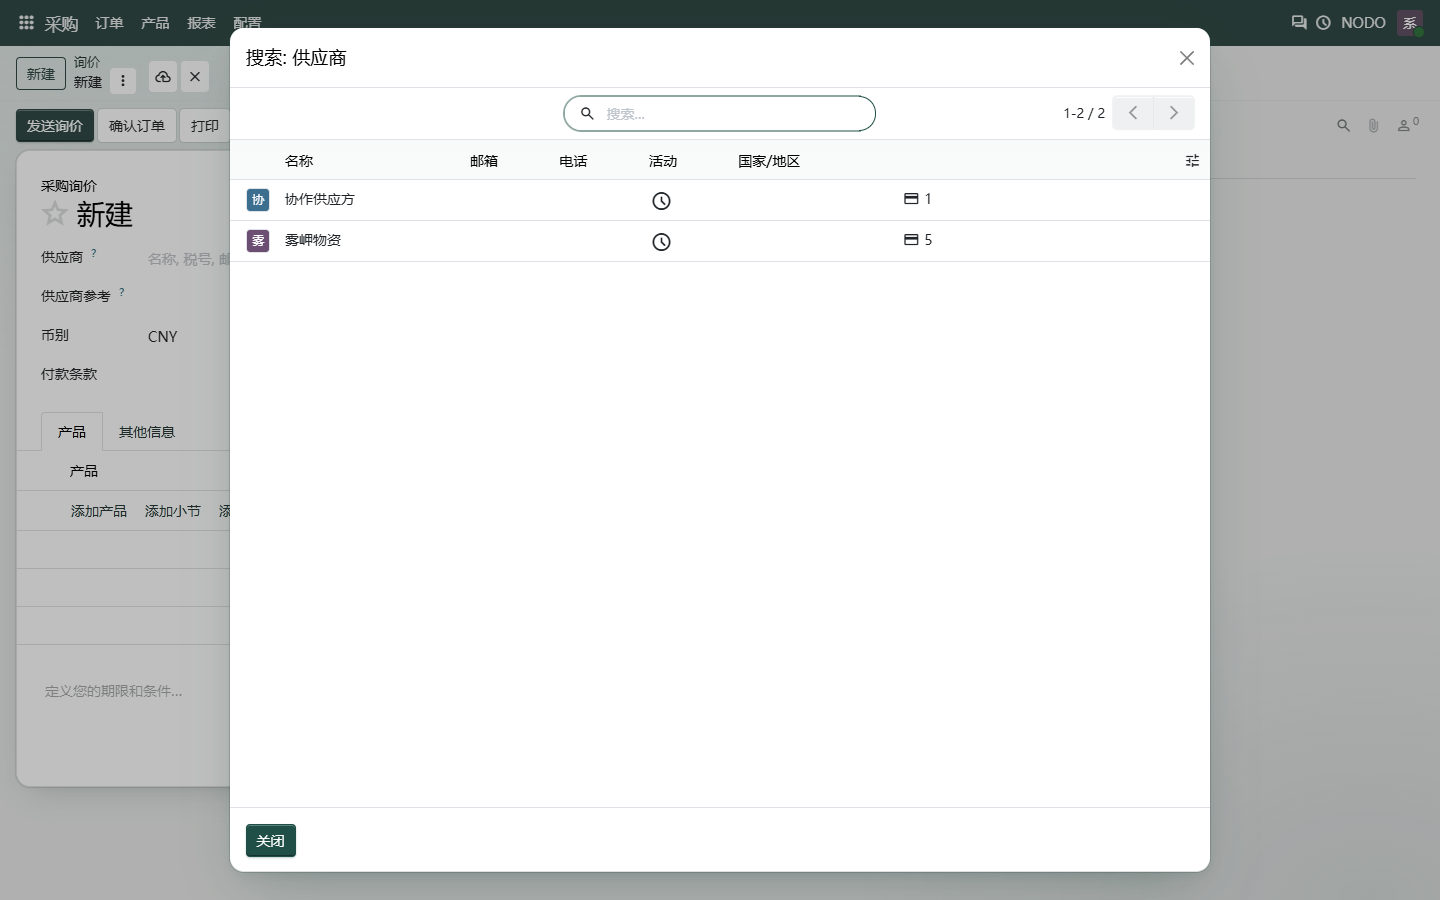 采购 订单 产品 报表 配置 NODO 系
新建 询价
新建
发送询价 确认订单 打印
0
采购询价
新建
供应商 ? 名称, 税号, 邮
供应商参考 ?
币别 CNY
付款条款
产品 其他信息
产品
添加产品 添加小节 添
定义您的期限和条件...
搜索: 供应商
搜索... 1-2 / 2
名称 邮箱 电话 活动 国家/地区
协 协作供应方 1
雾 雾岬物资 5
关闭